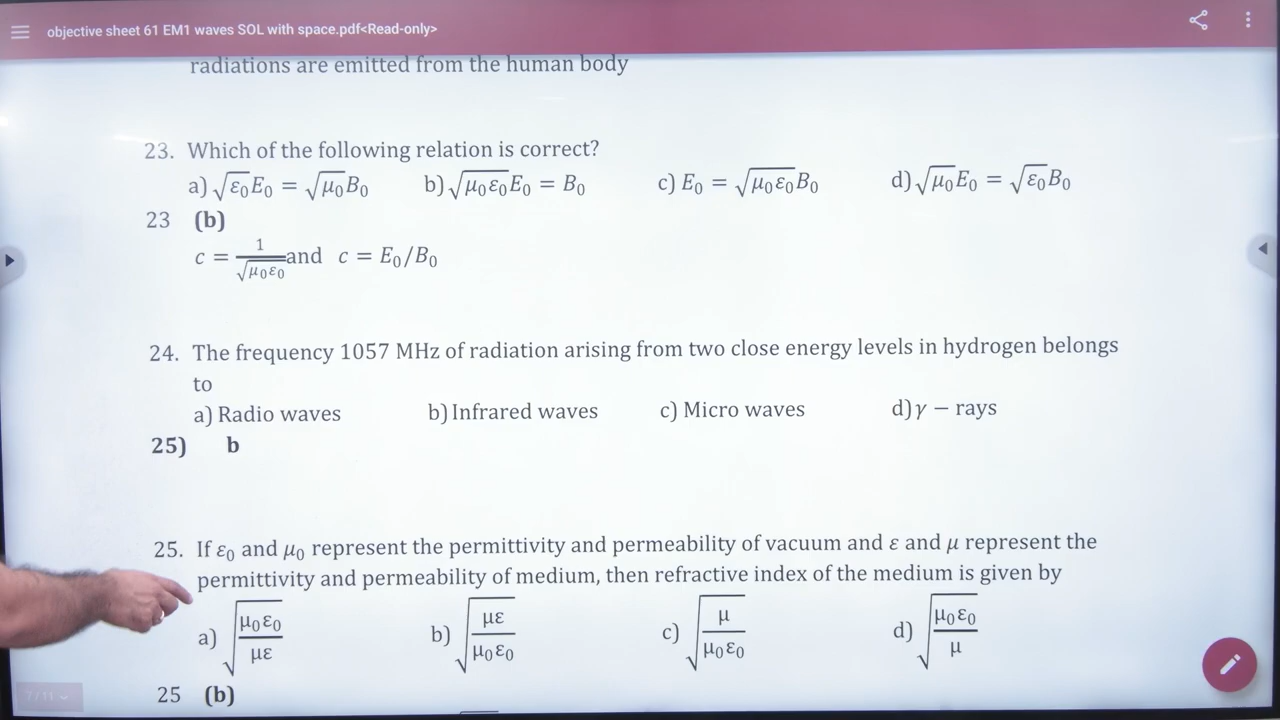 objective sheet 61 EM1 waves SOL with space.pdf<Read-only>
radiations are emitted from the human body
23. Which of the following relation is correct?
a) √ε₀E₀ = √μ₀B₀ b) √μ₀ε₀E₀ = B₀ c) E₀ = √μ₀ε₀B₀ d) √μ₀E₀ = √ε₀B₀
23 (b)
c = 1/√μ₀ε₀ and c = E₀/B₀
24. The frequency 1057 MHz of radiation arising from two close energy levels in hydrogen belongs
to
a) Radio waves b) Infrared waves c) Micro waves d) γ − rays
25) b
25. If ε₀ and μ₀ represent the permittivity and permeability of vacuum and ε and μ represent the
permittivity and permeability of medium, then refractive index of the medium is given by
a) √(μ₀ε₀/με) b) √(με/μ₀ε₀) c) √(μ/μ₀ε₀) d) √(μ₀ε₀/μ)
25 (b)
7/11